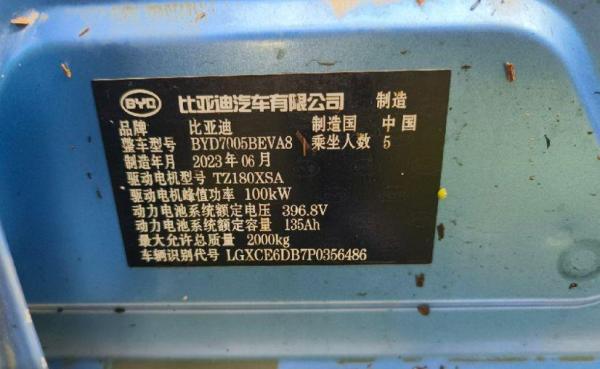 BYD 比亚迪汽车有限公司 制造
品牌 比亚迪 制造国 中国
整车型号 BYD7005BEVA8 乘坐人数 5
制造年月 2023年06月
驱动电机型号 TZ180XSA
驱动电机峰值功率 100kW
动力电池系统额定电压 396.8V
动力电池系统额定容量 135Ah
最大允许总质量 2000kg
车辆识别代号 LGXCE6DB7P0356486